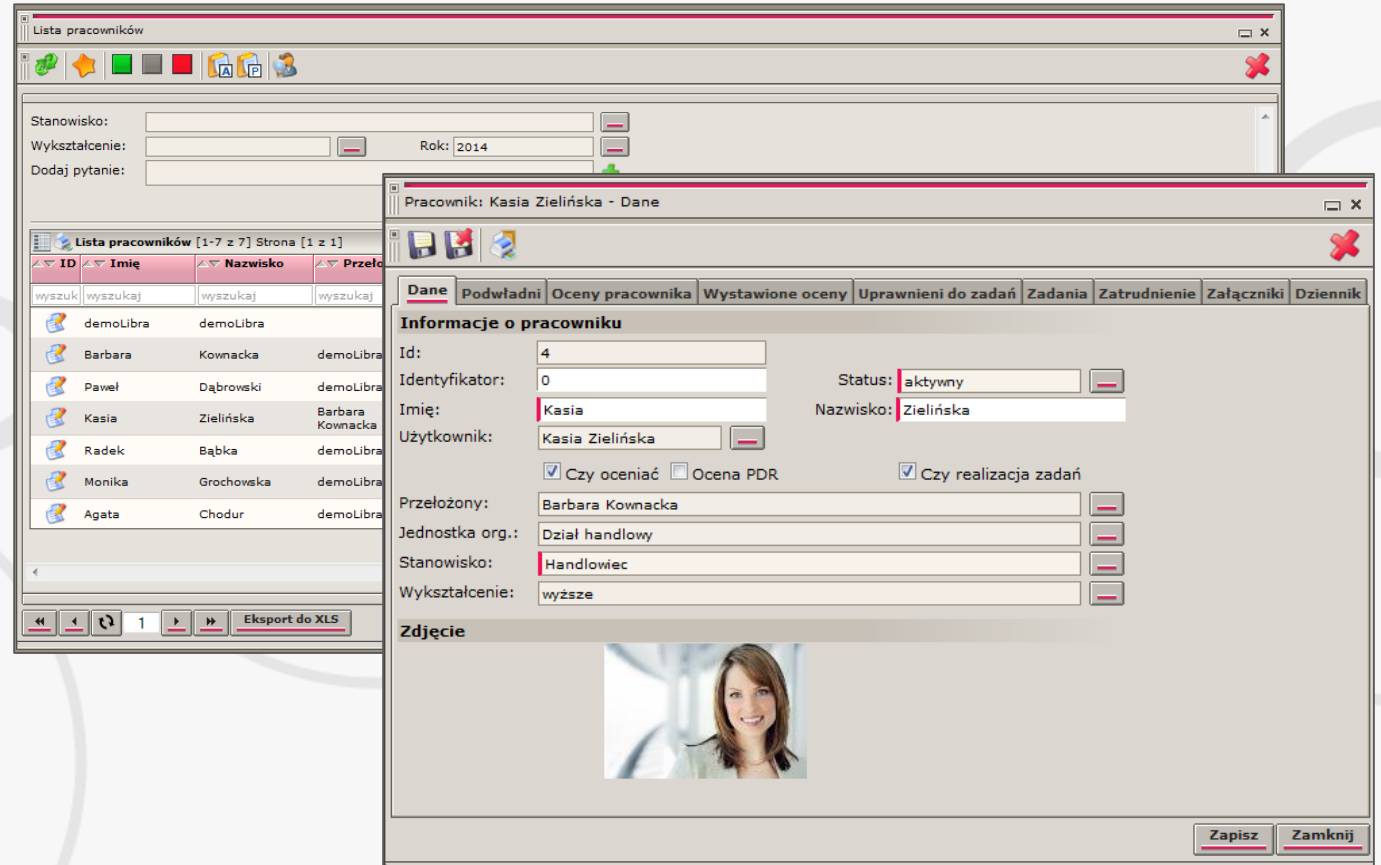 Lista pracowników
A P
Stanowisko:
Wykształcenie: Rok: 2014
Dodaj pytanie:
Lista pracowników [1-7 z 7] Strona [1 z 1]
ID Imię Nazwisko Przeło
wyszuk wyszukaj wyszukaj wyszukaj
demoLibra demoLibra
Barbara Kownacka demoLibra
Paweł Dąbrowski demoLibra
Kasia Zielińska Barbara
Kownacka
Radek Bąbka demoLibra
Monika Grochowska demoLibra
Agata Chodur demoLibra
1 Eksport do XLS
Pracownik: Kasia Zielińska - Dane
Dane Podwładni Oceny pracownika Wystawione oceny Uprawnieni do zadań Zadania Zatrudnienie Załączniki Dziennik
Informacje o pracowniku
Id: 4
Identyfikator: 0 Status: aktywny
Imię: Kasia Nazwisko: Zielińska
Użytkownik: Kasia Zielińska
Czy oceniać Ocena PDR Czy realizacja zadań
Przełożony: Barbara Kownacka
Jednostka org.: Dział handlowy
Stanowisko: Handlowiec
Wykształcenie: wyższe
Zdjęcie
Zapisz Zamknij